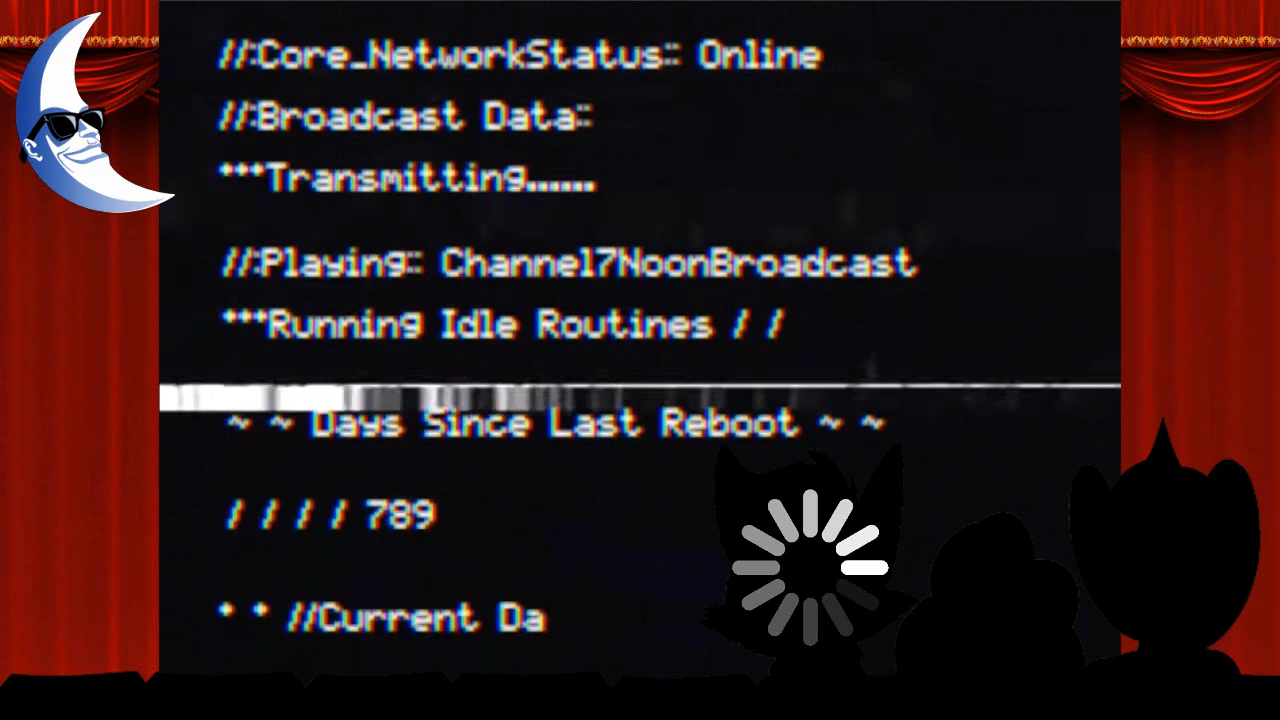 //:Core_NetworkStatus:: Online
//:Broadcast Data::
***Transmitting......
//:Playing:: Channel7NoonBroadcast
***Running Idle Routines / /
~ ~ Days Since Last Reboot ~ ~
/ / / / 789
* * //Current Da